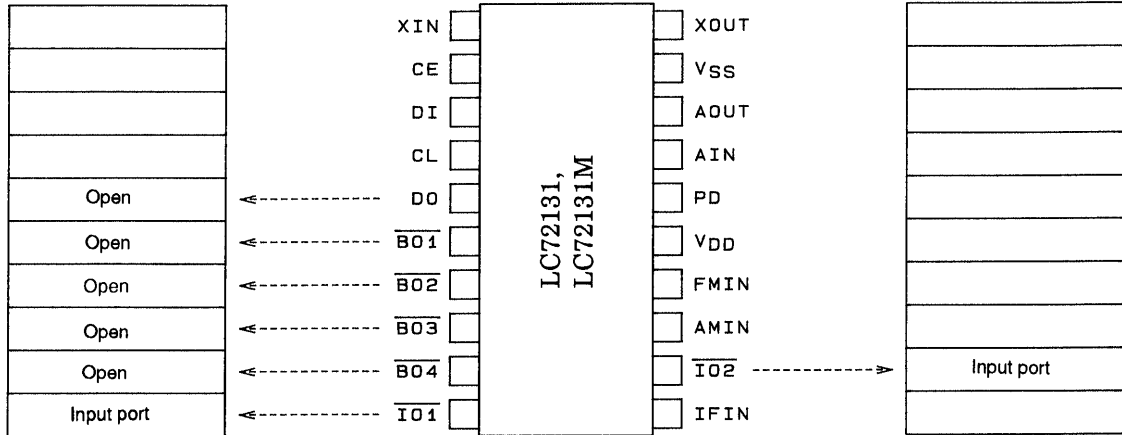 XIN XOUT
CE VSS
DI AOUT
CL AIN
Open DO PD
Open BO1 VDD
Open BO2 FMIN
Open BO3 AMIN
Open BO4 IO2 Input port
Input port IO1 IFIN
LC72131,
LC72131M